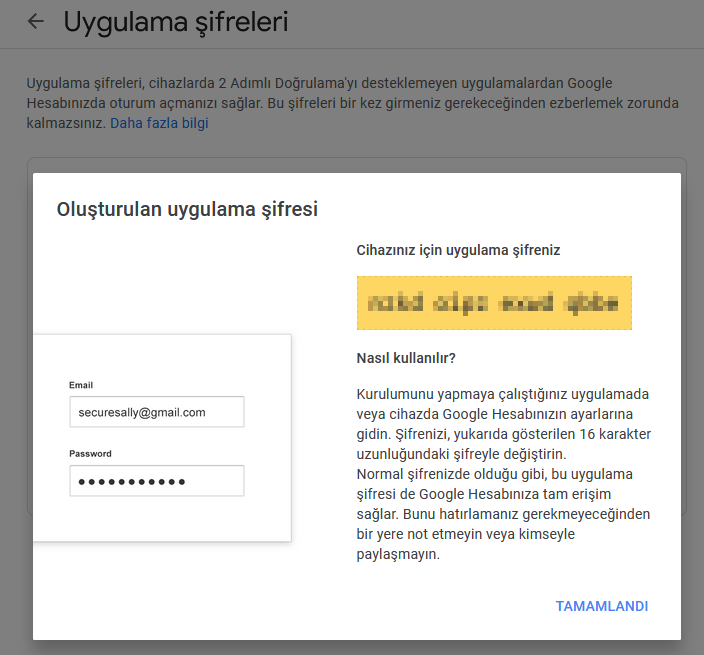 Uygulama şifreleri
Uygulama şifreleri, cihazlarda 2 Adımlı Doğrulama'yı desteklemeyen uygulamalardan Google
Hesabınızda oturum açmanızı sağlar. Bu şifreleri bir kez girmeniz gerekeceğinden ezberlemek zorunda
kalmazsınız. Daha fazla bilgi
Oluşturulan uygulama şifresi
Cihazınız için uygulama şifreniz
Email
securesally@gmail.com
Password
Nasıl kullanılır?
Kurulumunu yapmaya çalıştığınız uygulamada
veya cihazda Google Hesabınızın ayarlarına
gidin. Şifrenizi, yukarıda gösterilen 16 karakter
uzunluğundaki şifreyle değiştirin.
Normal şifrenizde olduğu gibi, bu uygulama
şifresi de Google Hesabınıza tam erişim
sağlar. Bunu hatırlamanız gerekmeyeceğinden
bir yere not etmeyin veya kimseyle
paylaşmayın.
TAMAMLANDI